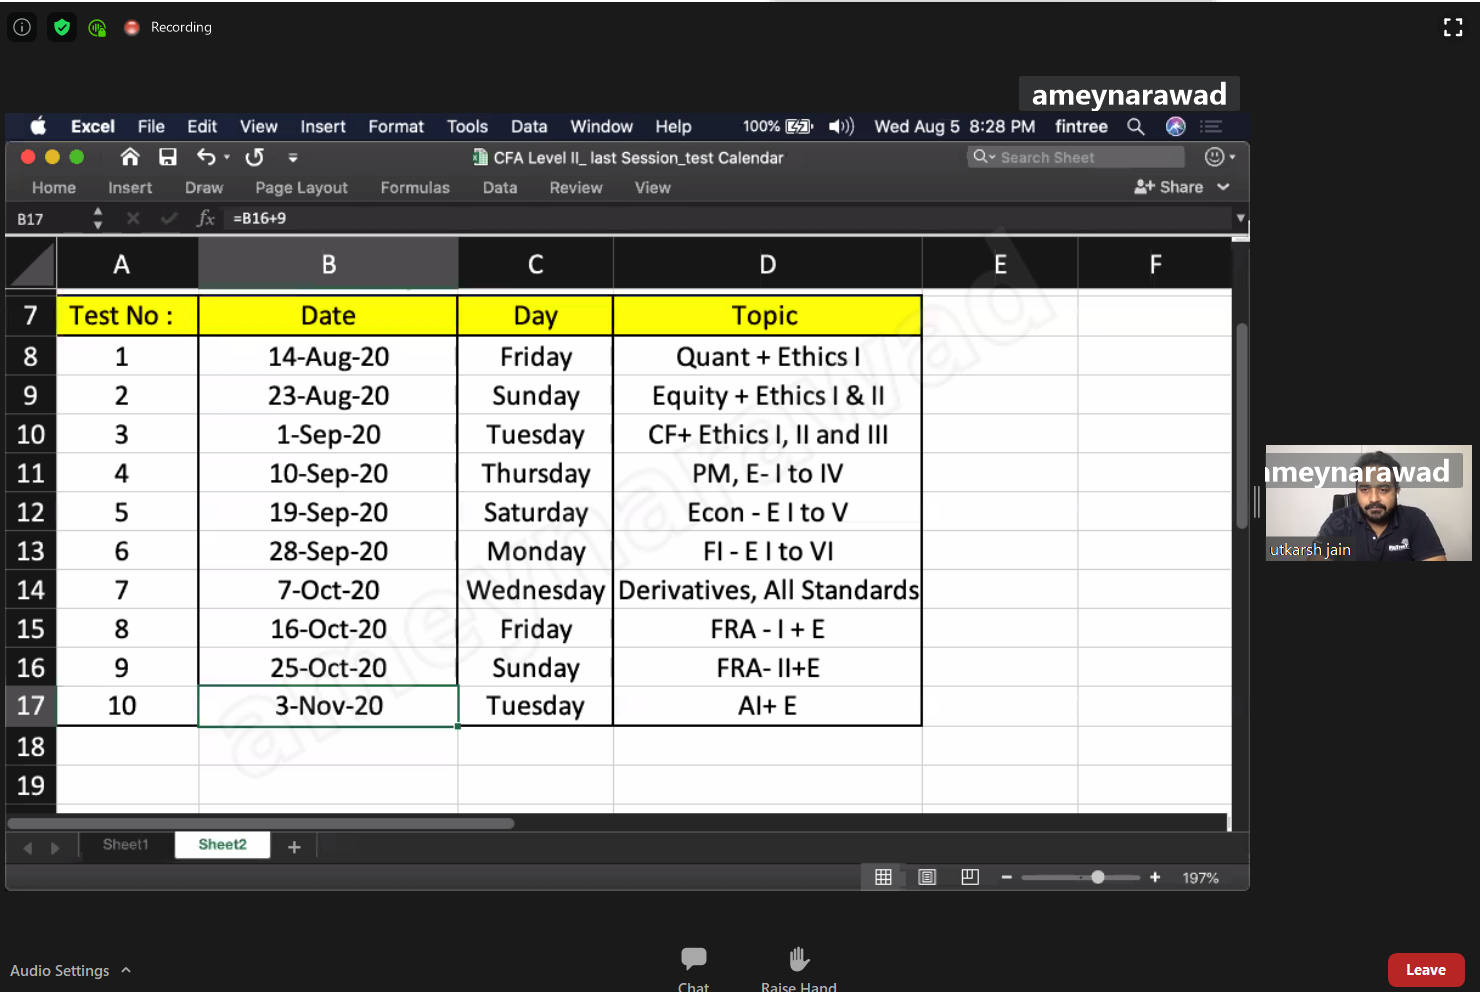 Recording
ameynarawad
Excel File Edit View Insert Format Tools Data Window Help 100% Wed Aug 5 8:28 PM fintree
CFA Level II_ last Session_test Calendar
Search Sheet
Home Insert Draw Page Layout Formulas Data Review View Share
B17 fx =B16+9
A B C D E F
7 Test No : Date Day Topic
8 1 14-Aug-20 Friday Quant + Ethics I
9 2 23-Aug-20 Sunday Equity + Ethics I & II
10 3 1-Sep-20 Tuesday CF+ Ethics I, II and III
11 4 10-Sep-20 Thursday PM, E- I to IV
12 5 19-Sep-20 Saturday Econ - E I to V
13 6 28-Sep-20 Monday FI - E I to VI
14 7 7-Oct-20 Wednesday Derivatives, All Standards
15 8 16-Oct-20 Friday FRA - I + E
16 9 25-Oct-20 Sunday FRA- II+E
17 10 3-Nov-20 Tuesday AI+ E
18
19
ameynarawad
ameynarawad
utkarsh jain
Sheet1 Sheet2 +
197%
Audio Settings
Chat
Raise Hand
Leave